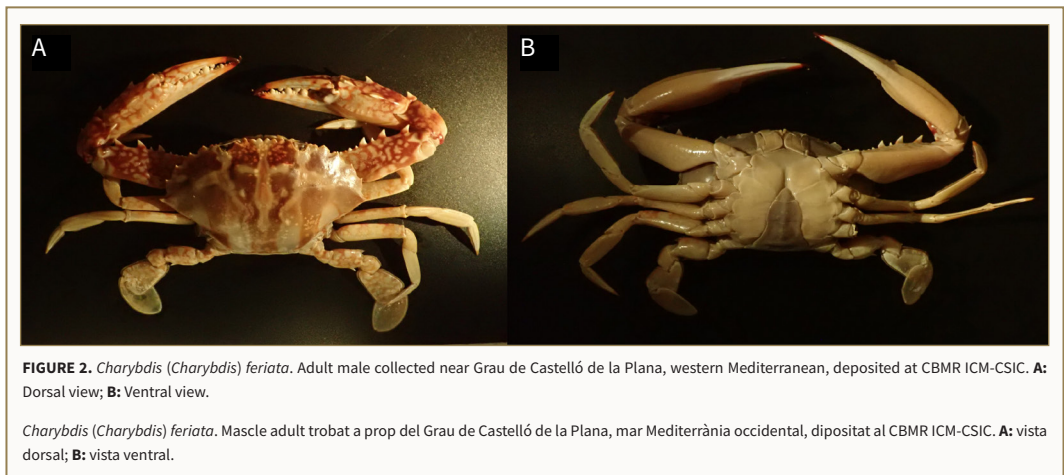 A
B
FIGURE 2. Charybdis (Charybdis) feriata. Adult male collected near Grau de Castelló de la Plana, western Mediterranean, deposited at CBMR ICM-CSIC. A:
Dorsal view; B: Ventral view.
Charybdis (Charybdis) feriata. Mascle adult trobat a prop del Grau de Castelló de la Plana, mar Mediterrània occidental, dipositat al CBMR ICM-CSIC. A: vista
dorsal; B: vista ventral.